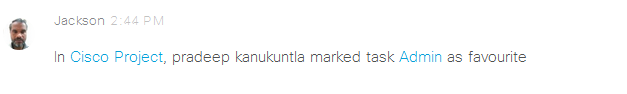 Jackson 2:44 PM
In Cisco Project, pradeep kanukuntla marked task Admin as favourite